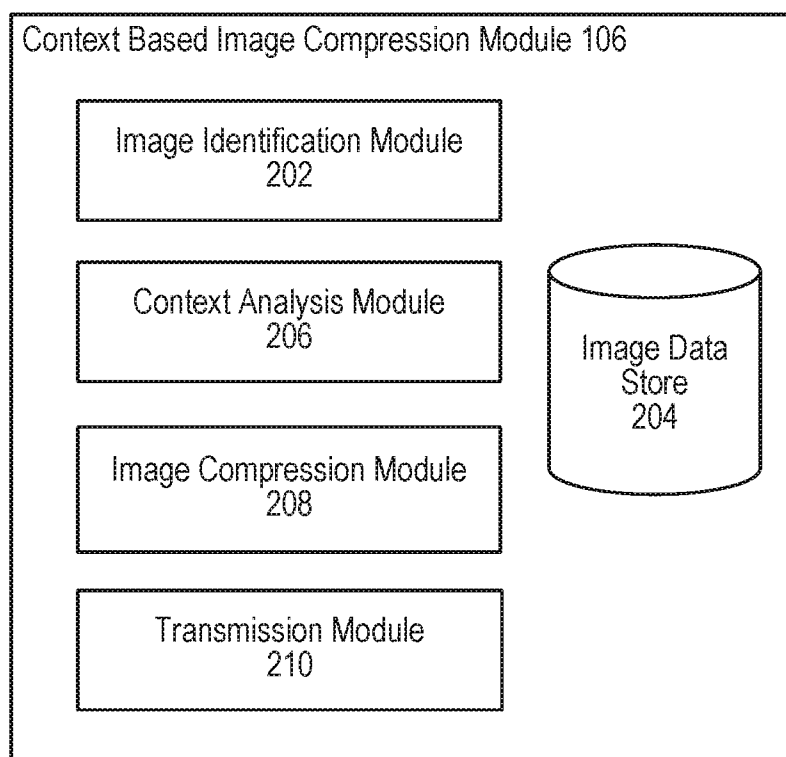 Context Based Image Compression Module 106
Image Identification Module
202
Context Analysis Module
206
Image Data
Store
204
Image Compression Module
208
Transmission Module
210